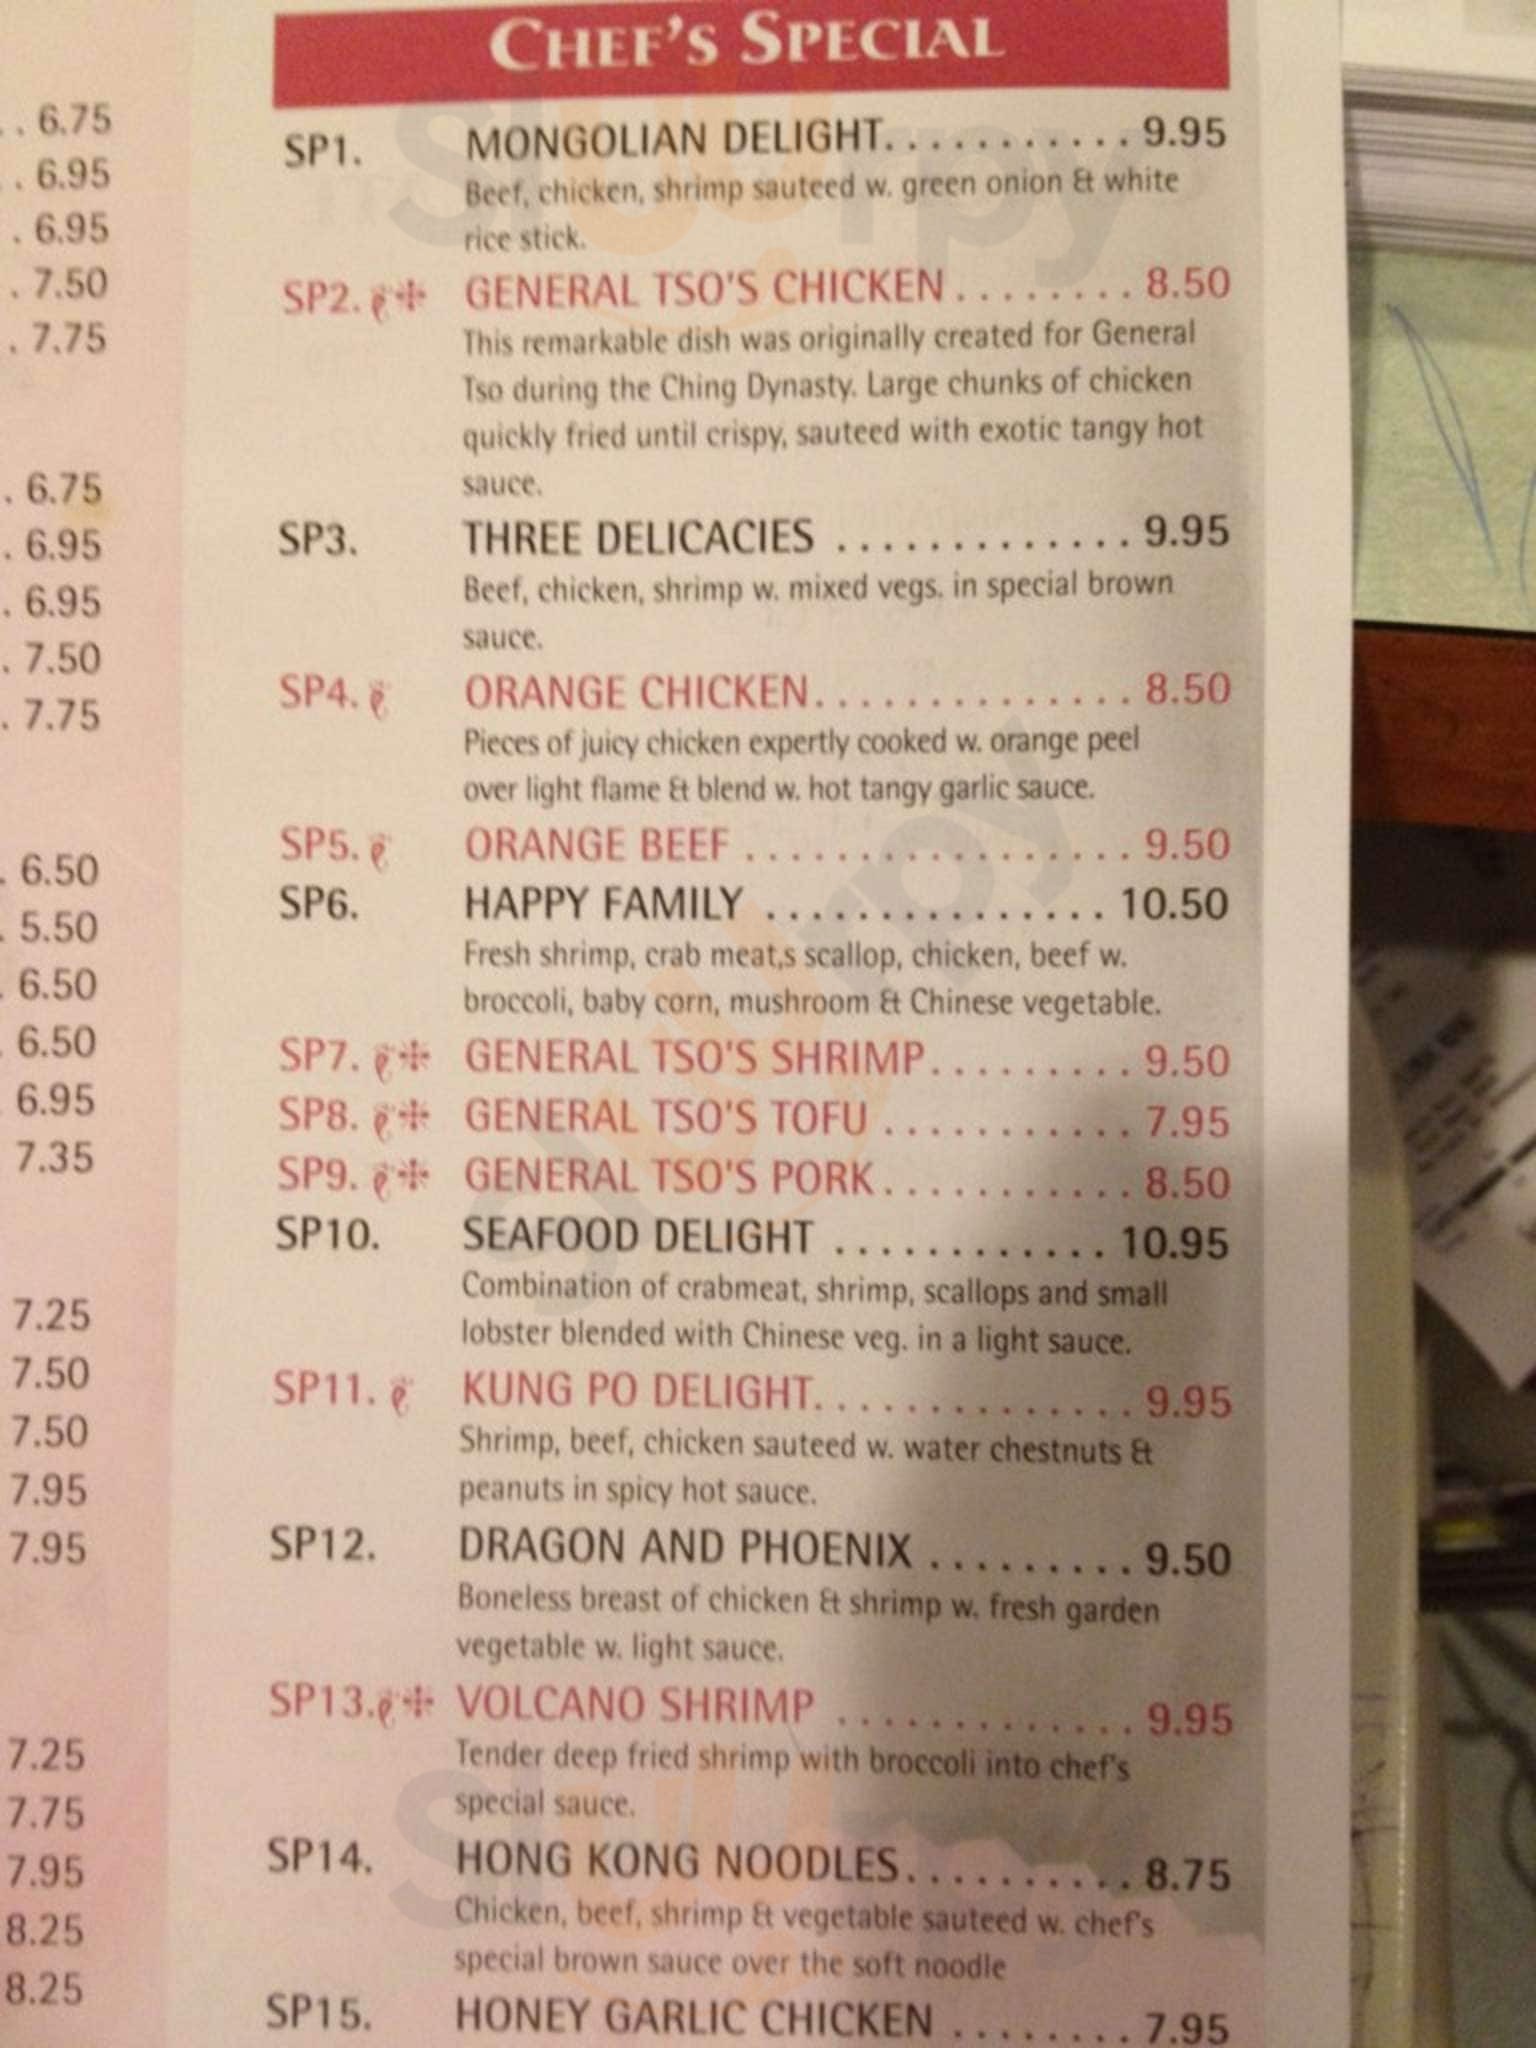 CHEF'S SPECIAL
SP1. MONGOLIAN DELIGHT........... 9.95
Beef, chicken, shrimp sauteed w. green onion & white
rice stick.
SP2. GENERAL TSO'S CHICKEN ........ 8.50
This remarkable dish was originally created for General
Tso during the Ching Dynasty. Large chunks of chicken
quickly fried until crispy, sauteed with exotic tangy hot
sauce.
SP3. THREE DELICACIES ............. 9.95
Beef, chicken, shrimp w. mixed vegs. in special brown
sauce.
SP4. ORANGE CHICKEN.............. 8.50
Pieces of juicy chicken expertly cooked w. orange peel
over light flame & blend w. hot tangy garlic sauce.
SP5. ORANGE BEEF ................. 9.50
SP6. HAPPY FAMILY ............... 10.50
Fresh shrimp, crab meat,s scallop, chicken, beef w.
broccoli, baby corn, mushroom & Chinese vegetable.
SP7. GENERAL TSO'S SHRIMP......... 9.50
SP8. GENERAL TSO'S TOFU ........... 7.95
SP9. GENERAL TSO'S PORK........... 8.50
SP10. SEAFOOD DELIGHT ............ 10.95
Combination of crabmeat, shrimp, scallops and small
lobster blended with Chinese veg. in a light sauce.
SP11. KUNG PO DELIGHT.............. 9.95
Shrimp, beef, chicken sauteed w. water chestnuts &
peanuts in spicy hot sauce.
SP12. DRAGON AND PHOENIX ......... 9.50
Boneless breast of chicken & shrimp w. fresh garden
vegetable w. light sauce.
SP13. VOLCANO SHRIMP ............. 9.95
Tender deep fried shrimp with broccoli into chef's
special sauce.
SP14. HONG KONG NOODLES.......... 8.75
Chicken, beef, shrimp & vegetable sauteed w. chef's
special brown sauce over the soft noodle
SP15. HONEY GARLIC CHICKEN ........ 7.95
. . 6.75
. . 6.95
. 6.95
. 7.50
. 7.75
. 6.75
. 6.95
. 6.95
. 7.50
. 7.75
. 6.50
. 5.50
. 6.50
. 6.50
6.95
7.35
7.25
7.50
7.50
7.95
7.95
7.25
7.75
7.95
8.25
8.25
slurpy
slurpy
slurpy